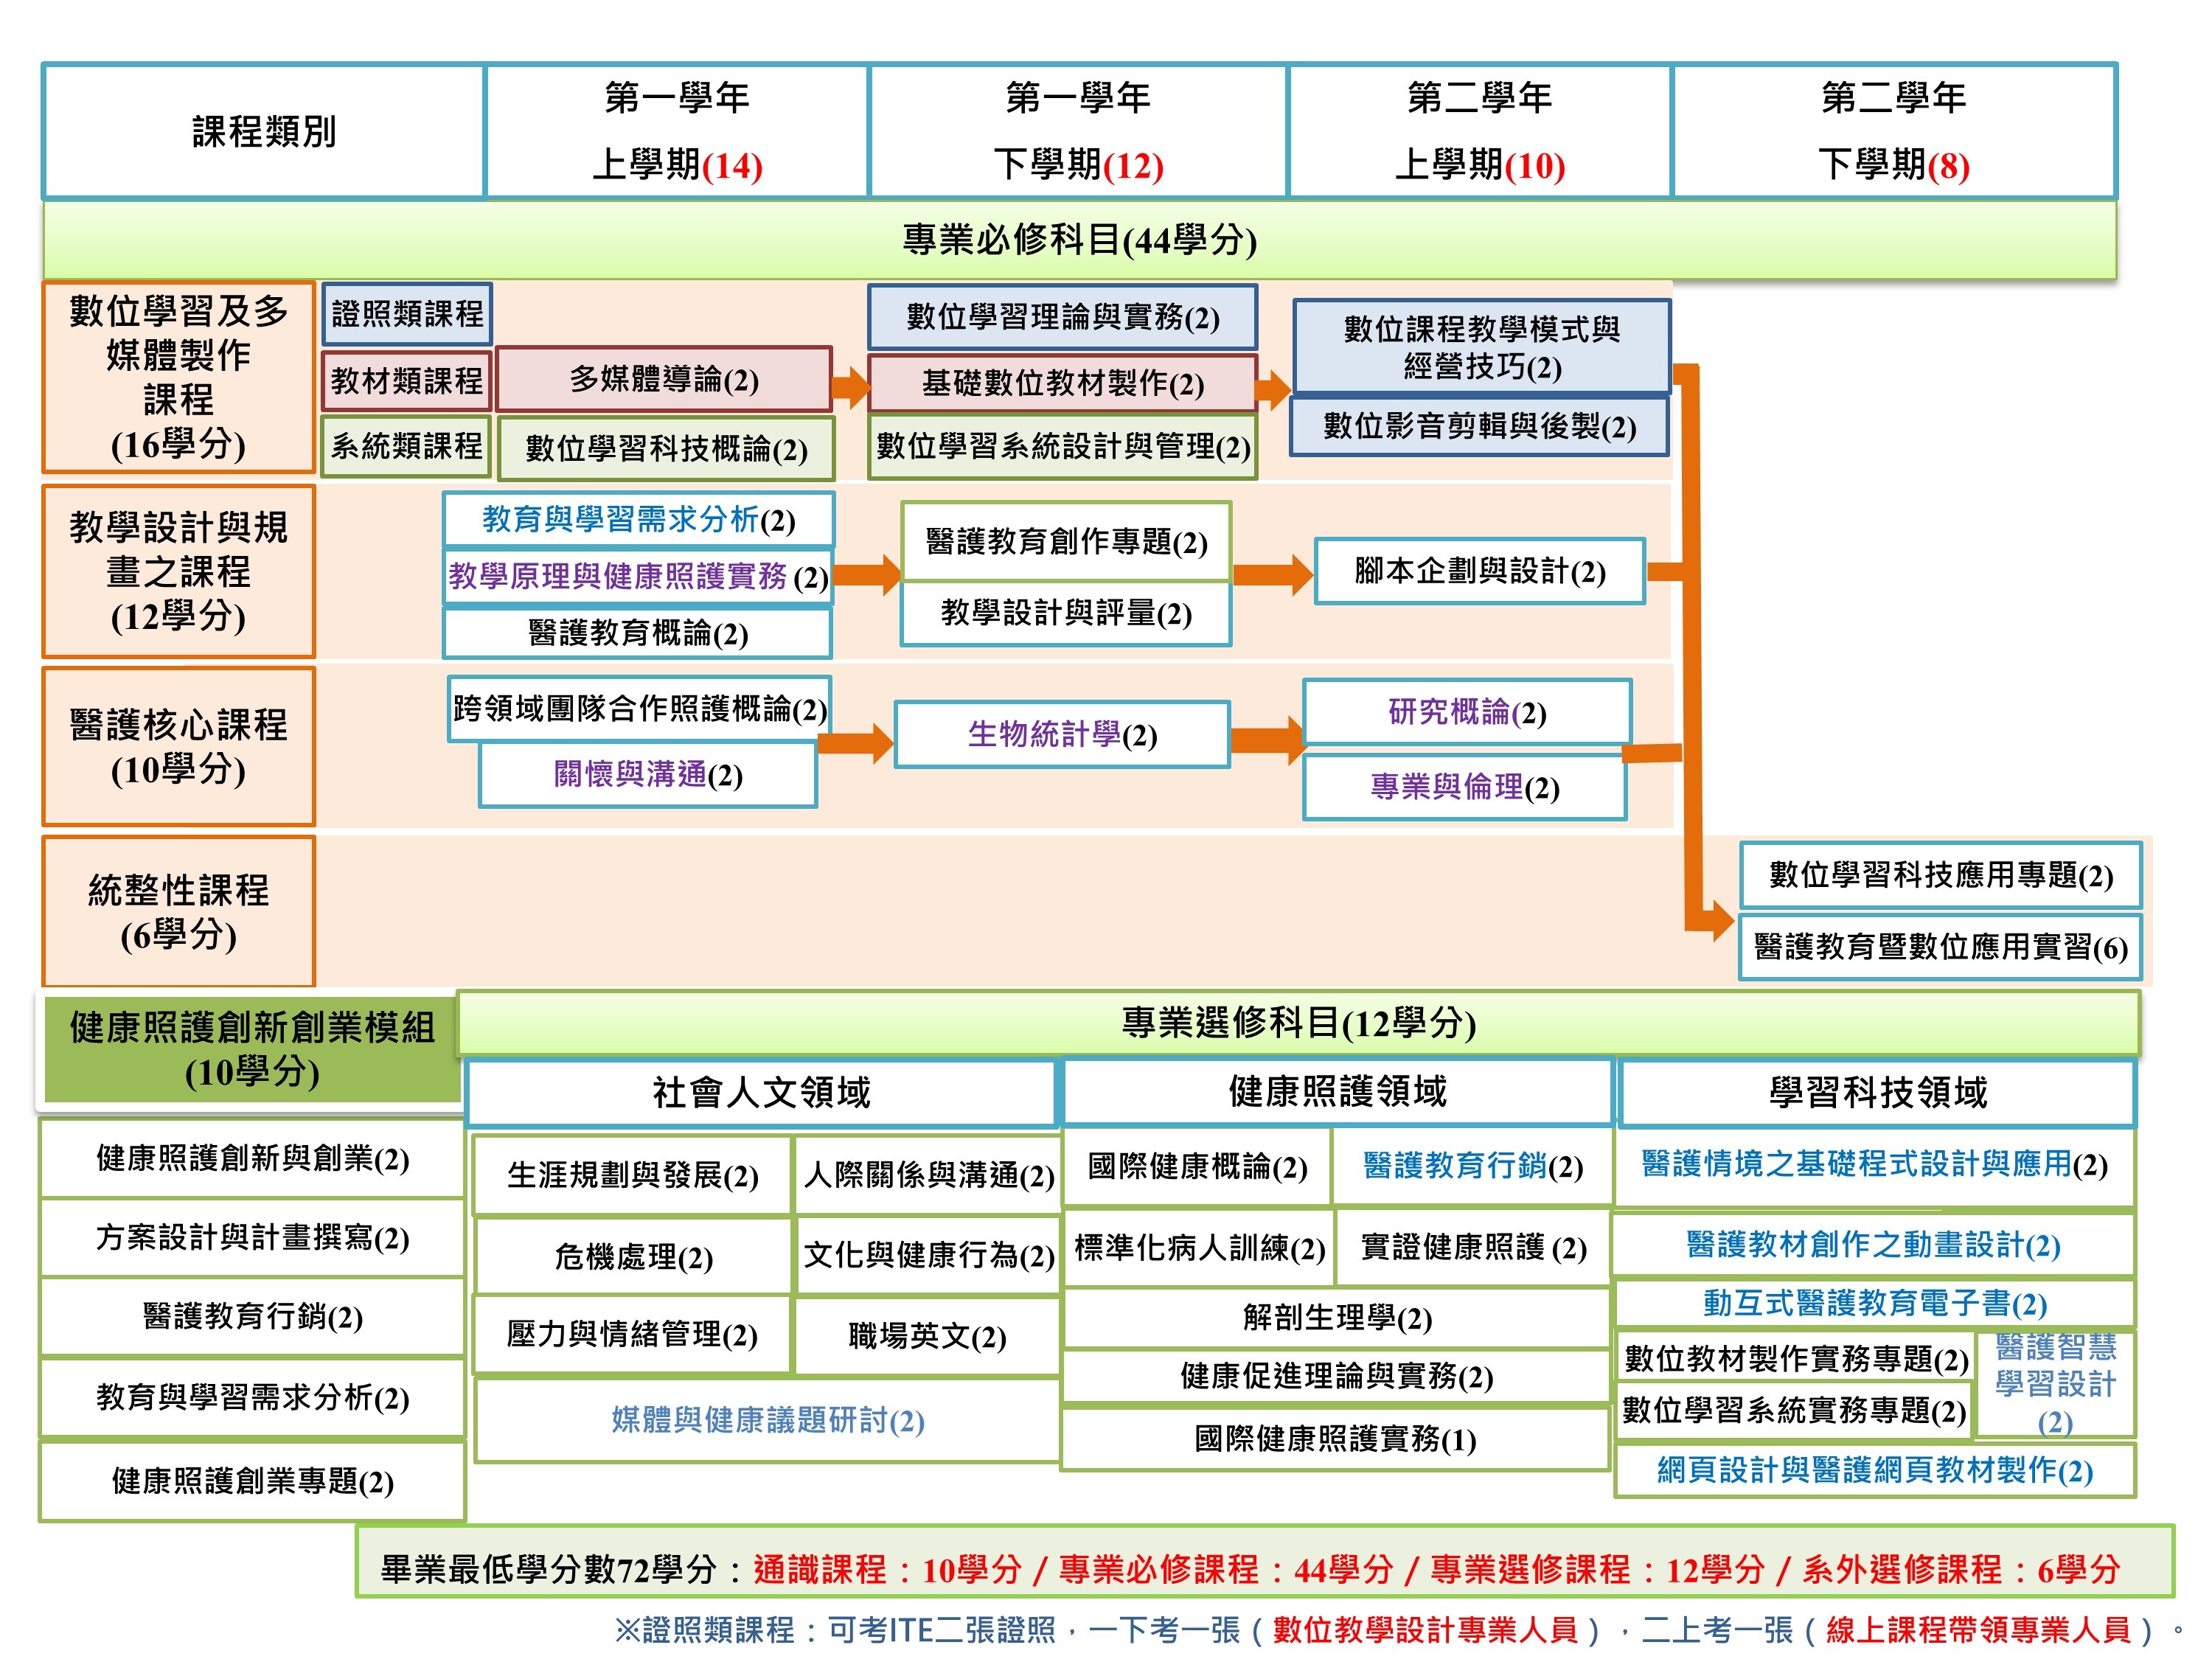 課程類別
第一學年
上學期(14)
第一學年
下學期(12)
第二學年
上學期(10)
第二學年
下學期(8)
專業必修科目(44學分)
數位學習及多
媒體製作
課程
(16學分)
證照類課程
教材類課程
系統類課程
多媒體導論(2)
數位學習科技概論(2)
數位學習理論與實務(2)
基礎數位教材製作(2)
數位學習系統設計與管理(2)
數位課程教學模式與
經營技巧(2)
數位影音剪輯與後製(2)
教學設計與規
畫之課程
(12學分)
教育與學習需求分析(2)
教學原理與健康照護實務(2)
醫護教育概論(2)
醫護教育創作專題(2)
教學設計與評量(2)
腳本企劃與設計(2)
醫護核心課程
(10學分)
跨領域團隊合作照護概論(2)
關懷與溝通(2)
生物統計學(2)
研究概論(2)
專業與倫理(2)
統整性課程
(6學分)
數位學習科技應用專題(2)
醫護教育暨數位應用實習(6)
健康照護創新創業模組
(10學分)
健康照護創新與創業(2)
方案設計與計畫撰寫(2)
醫護教育行銷(2)
教育與學習需求分析(2)
健康照護創業專題(2)
專業選修科目(12學分)
社會人文領域
生涯規劃與發展(2)
人際關係與溝通(2)
危機處理(2)
文化與健康行為(2)
壓力與情緒管理(2)
職場英文(2)
媒體與健康議題研討(2)
健康照護領域
國際健康概論(2)
醫護教育行銷(2)
標準化病人訓練(2)
實證健康照護 (2)
解剖生理學(2)
健康促進理論與實務(2)
國際健康照護實務(1)
學習科技領域
醫護情境之基礎程式設計與應用(2)
醫護教材創作之動畫設計(2)
動互式醫護教育電子書(2)
數位教材製作實務專題(2)
數位學習系統實務專題(2)
醫護智慧
學習設計
(2)
網頁設計與醫護網頁教材製作(2)
畢業最低學分數72學分：通識課程：10學分 / 專業必修課程：44學分 / 專業選修課程：12學分 / 系外選修課程：6學分
※證照類課程：可考ITE二張證照，一下考一張（數位教學設計專業人員），二上考一張（線上課程帶領專業人員）。